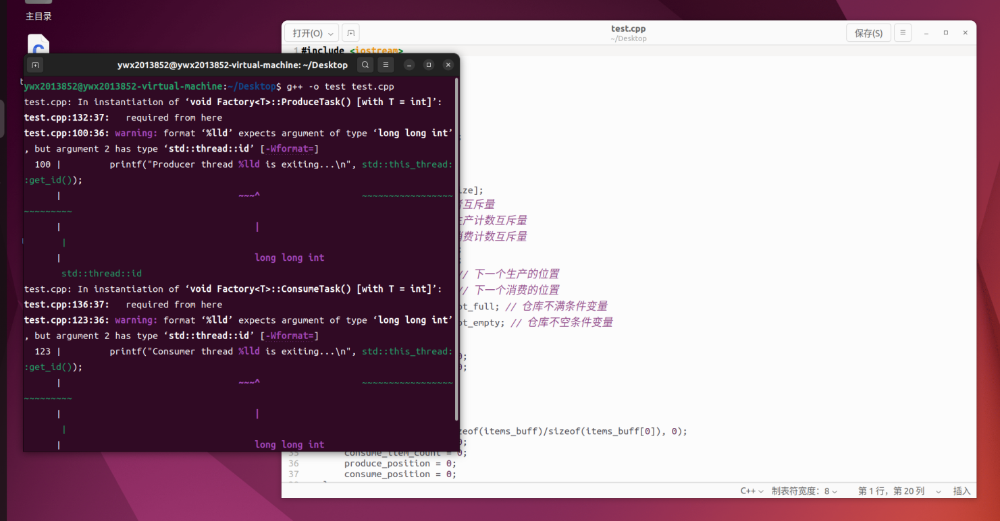 主目录
打开(O)
test.cpp
~/Desktop
保存(S)
1 #include <iostream>
ywx2013852@ywx2013852-virtual-machine: ~/Desktop
ywx2013852@ywx2013852-virtual-machine:~/Desktop$ g++ -o test test.cpp
test.cpp: In instantiation of ‘void Factory<T>::ProduceTask() [with T = int]’:
test.cpp:132:37:   required from here
test.cpp:100:36: warning: format ‘%lld’ expects argument of type ‘long long int’
, but argument 2 has type ‘std::thread::id’ [-Wformat=]
100 |         printf("Producer thread %lld is exiting...\n", std::this_thread:
:get_id());
| ~~~^ ~~~~~~~~~~~~~~~~~
~~~~~~~~~
| |
|
| long long int
std::thread::id
test.cpp: In instantiation of ‘void Factory<T>::ConsumeTask() [with T = int]’:
test.cpp:136:37:   required from here
test.cpp:123:36: warning: format ‘%lld’ expects argument of type ‘long long int’
, but argument 2 has type ‘std::thread::id’ [-Wformat=]
123 |         printf("Consumer thread %lld is exiting...\n", std::this_thread:
:get_id());
| ~~~^ ~~~~~~~~~~~~~~~~~
~~~~~~~~~
| |
|
| long long int
ize];
互斥量
产计数互斥量
费计数互斥量
// 下一个生产的位置
// 下一个消费的位置
ot_full; // 仓库不满条件变量
ot_empty; // 仓库不空条件变量
0;
0;
zeof(items_buff)/sizeof(items_buff[0]), 0);
0;
35 consume_item_count = 0;
36 produce_position = 0;
37 consume_position = 0;
C++ 制表符宽度：8 第 1 行，第 20 列 插入